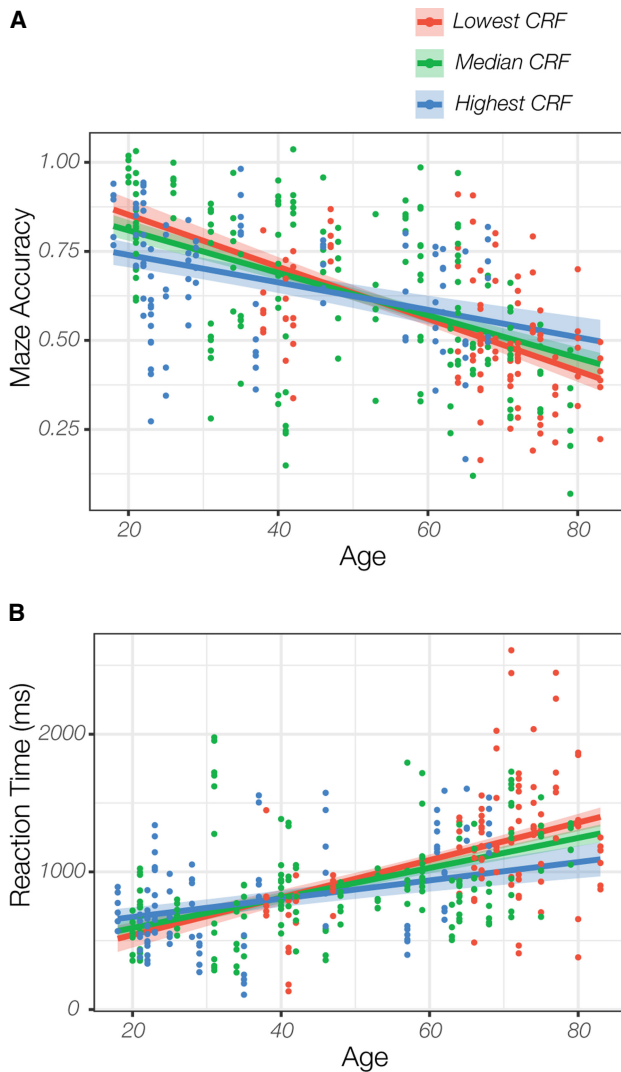 A
Lowest CRF
Median CRF
Highest CRF
1.00
0.75
0.50
0.25
Maze Accuracy
20 40 60 80
Age
B
2000
1000
0
Reaction Time (ms)
20 40 60 80
Age